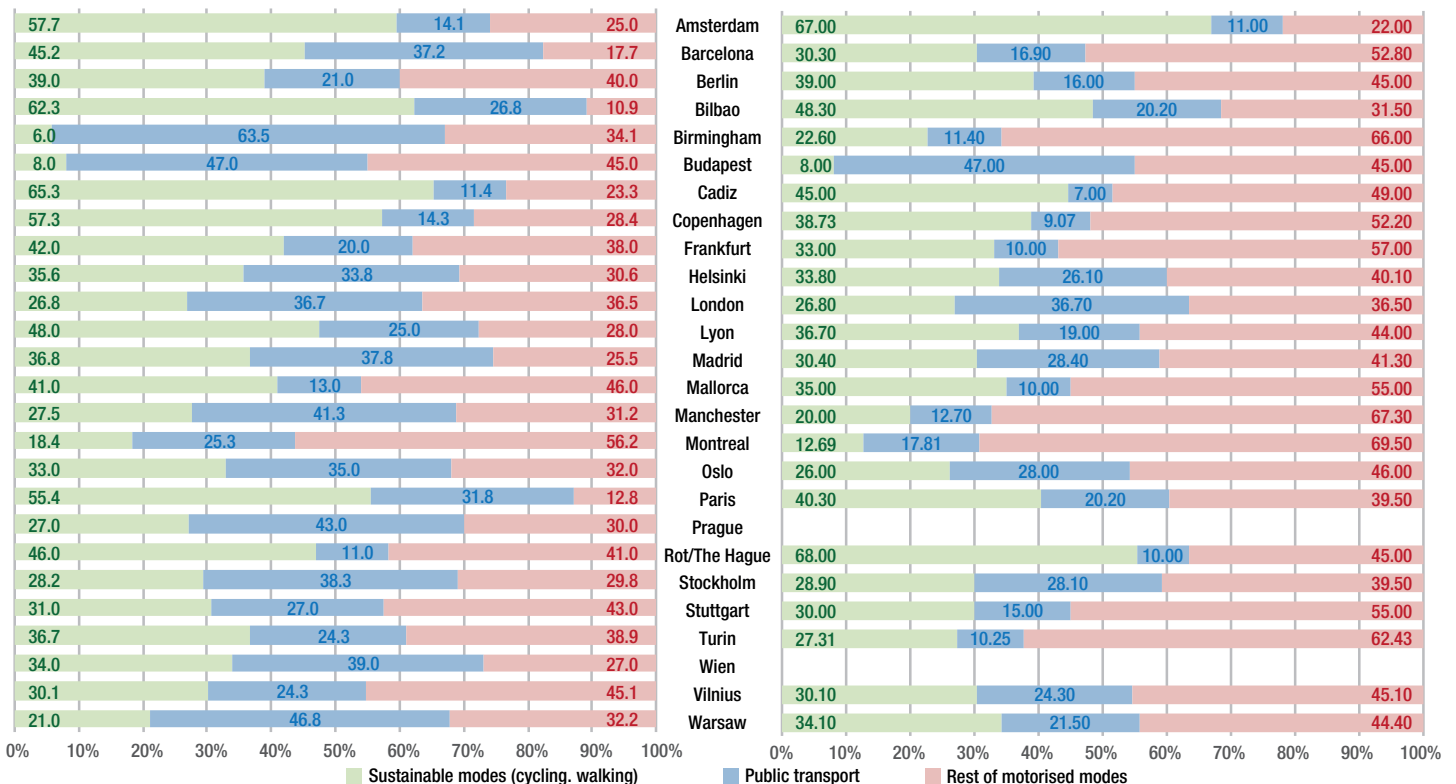 57.7 14.1 25.0 Amsterdam 67.00 11.00 22.00
45.2 37.2 17.7 Barcelona 30.30 16.90 52.80
39.0 21.0 40.0 Berlin 39.00 16.00 45.00
62.3 26.8 10.9 Bilbao 48.30 20.20 31.50
6.0 63.5 34.1 Birmingham 22.60 11.40 66.00
8.0 47.0 45.0 Budapest 8.00 47.00 45.00
65.3 11.4 23.3 Cadiz 45.00 7.00 49.00
57.3 14.3 28.4 Copenhagen 38.73 9.07 52.20
42.0 20.0 38.0 Frankfurt 33.00 10.00 57.00
35.6 33.8 30.6 Helsinki 33.80 26.10 40.10
26.8 36.7 36.5 London 26.80 36.70 36.50
48.0 25.0 28.0 Lyon 36.70 19.00 44.00
36.8 37.8 25.5 Madrid 30.40 28.40 41.30
41.0 13.0 46.0 Mallorca 35.00 10.00 55.00
27.5 41.3 31.2 Manchester 20.00 12.70 67.30
18.4 25.3 56.2 Montreal 12.69 17.81 69.50
33.0 35.0 32.0 Oslo 26.00 28.00 46.00
55.4 31.8 12.8 Paris 40.30 20.20 39.50
27.0 43.0 30.0 Prague
46.0 11.0 41.0 Rot/The Hague 68.00 10.00 45.00
28.2 38.3 29.8 Stockholm 28.90 28.10 39.50
31.0 27.0 43.0 Stuttgart 30.00 15.00 55.00
36.7 24.3 38.9 Turin 27.31 10.25 62.43
34.0 39.0 27.0 Wien
30.1 24.3 45.1 Vilnius 30.10 24.30 45.10
21.0 46.8 32.2 Warsaw 34.10 21.50 44.40
0% 10% 20% 30% 40% 50% 60% 70% 80% 90% 100% 0% 10% 20% 30% 40% 50% 60% 70% 80% 90% 100%
Sustainable modes (cycling. walking) Public transport Rest of motorised modes